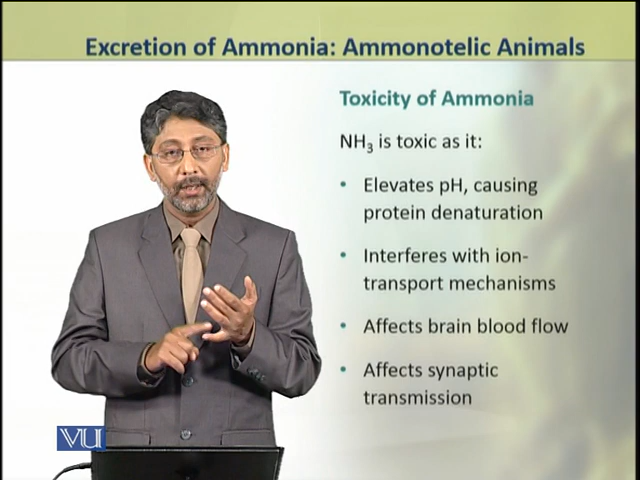 Excretion of Ammonia: Ammonotelic Animals
Toxicity of Ammonia
NH₃ is toxic as it:
• Elevates pH, causing
protein denaturation
• Interferes with ion-
transport mechanisms
• Affects brain blood flow
• Affects synaptic
transmission
VU